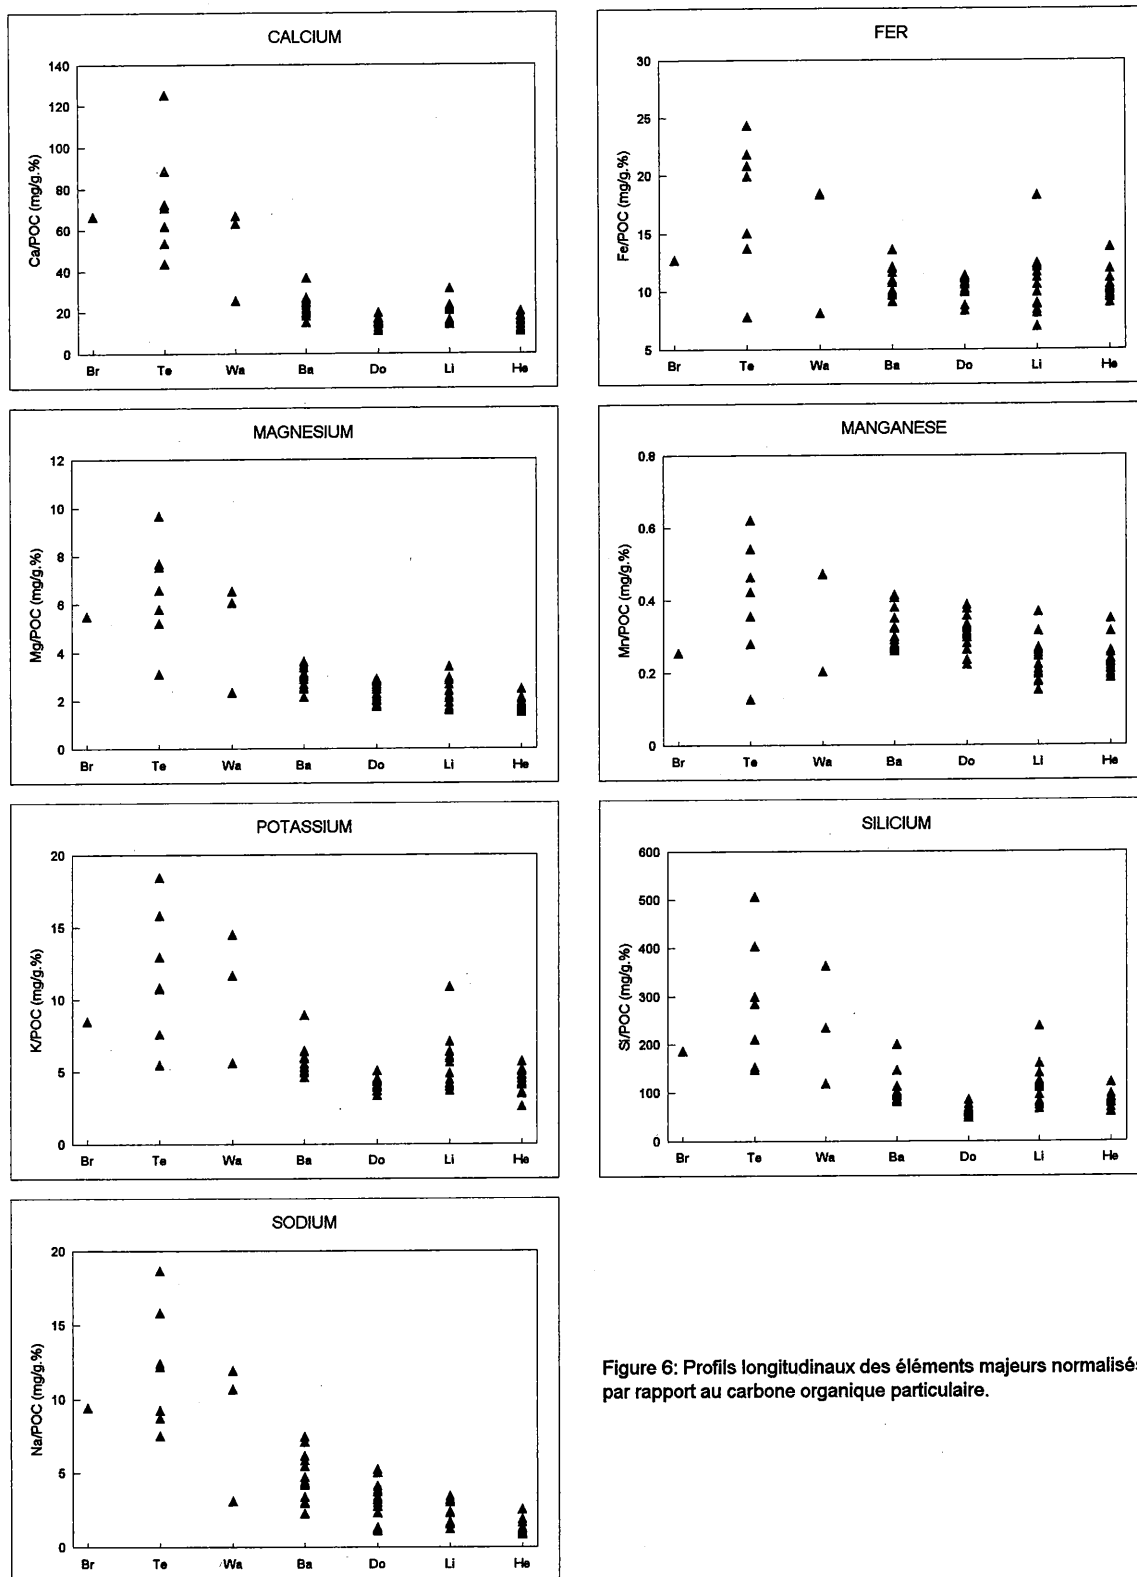 CALCIUM
Ca/POC (mg/g.%)
140
120
100
80
60
40
20
0
Br Te Wa Ba Do Li He
FER
Fe/POC (mg/g.%)
30
25
20
15
10
5
Br Te Wa Ba Do Li He
MAGNESIUM
Mg/POC (mg/g.%)
12
10
8
6
4
2
0
Br Te Wa Ba Do Li He
MANGANESE
Mn/POC (mg/g.%)
0.8
0.6
0.4
0.2
0
Br Te Wa Ba Do Li He
POTASSIUM
K/POC (mg/g.%)
20
15
10
5
0
Br Te Wa Ba Do Li He
SILICIUM
Si/POC (mg/g.%)
600
500
400
300
200
100
0
Br Te Wa Ba Do Li He
SODIUM
Na/POC (mg/g.%)
20
15
10
5
0
Br Te Wa Ba Do Li He
Figure 6: Profils longitudinaux des éléments majeurs normalisés
par rapport au carbone organique particulaire.